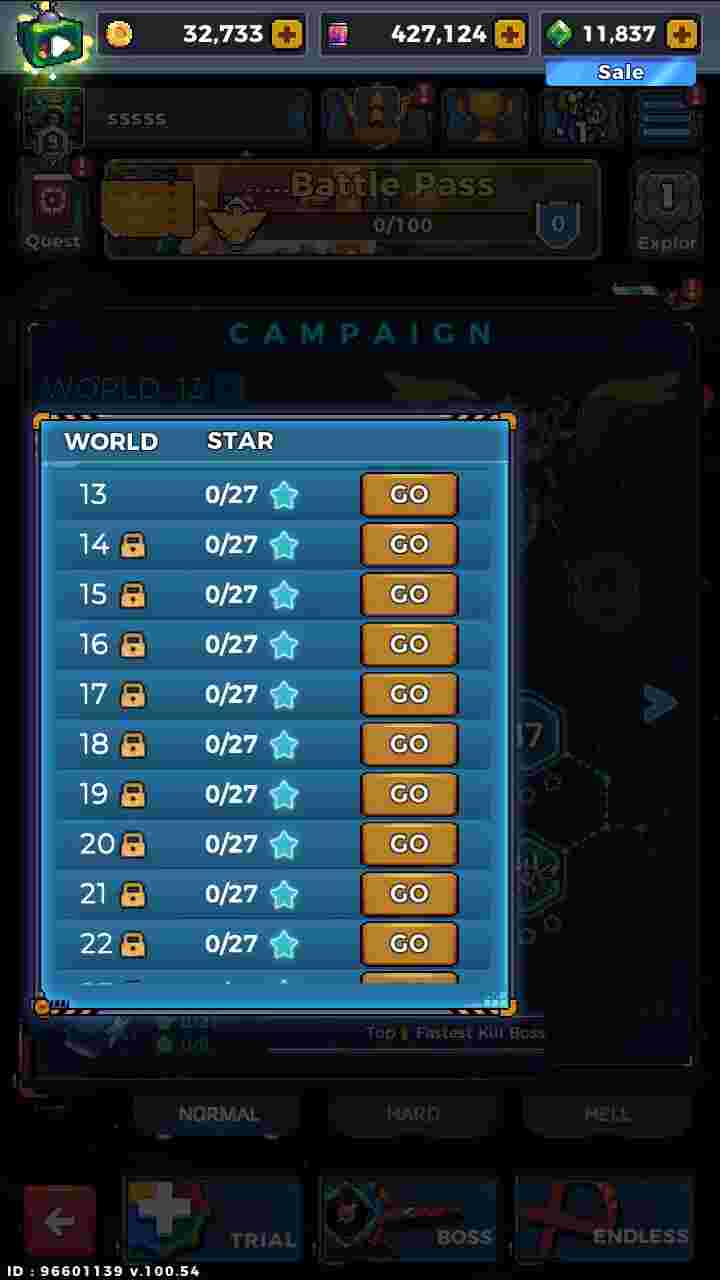 32,733 427,124 11,837
Sale
19 sssss 1
Battle Pass
0/100 0 1
Quest Explor
CAMPAIGN
WORLD 13
WORLD STAR
13 0/27 GO
14 0/27 GO
15 0/27 GO
16 0/27 GO
17 0/27 GO
18 0/27 GO
19 0/27 GO
20 0/27 GO
21 0/27 GO
22 0/27 GO
17
Top 1 Fastest Kill Boss
NORMAL HARD HELL
TRIAL BOSS ENDLESS
ID : 96601139 v.100.54